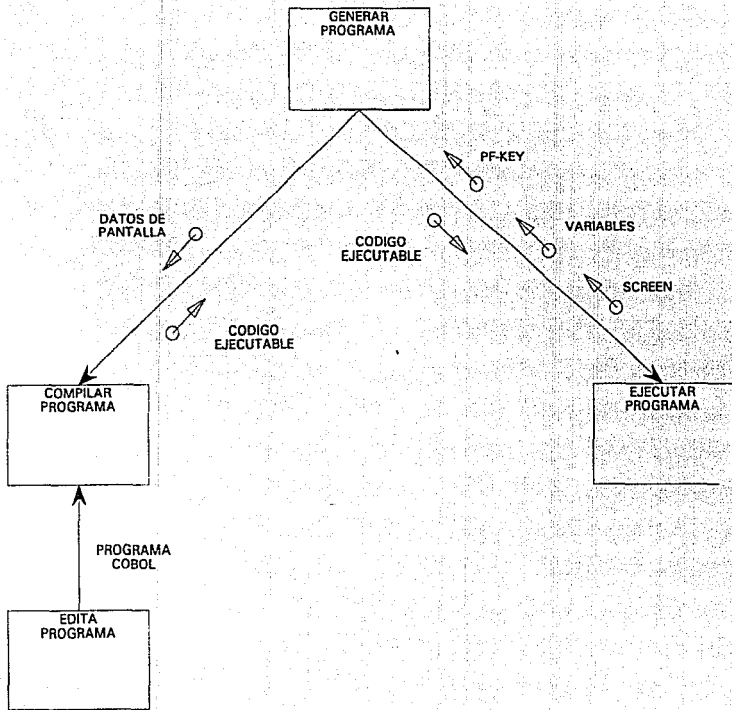 GENERAR
PROGRAMA
PF-KEY
DATOS DE
PANTALLA
CODIGO
EJECUTABLE
VARIABLES
SCREEN
CODIGO
EJECUTABLE
COMPILAR
PROGRAMA
EJECUTAR
PROGRAMA
PROGRAMA
COBOL
EDITA
PROGRAMA